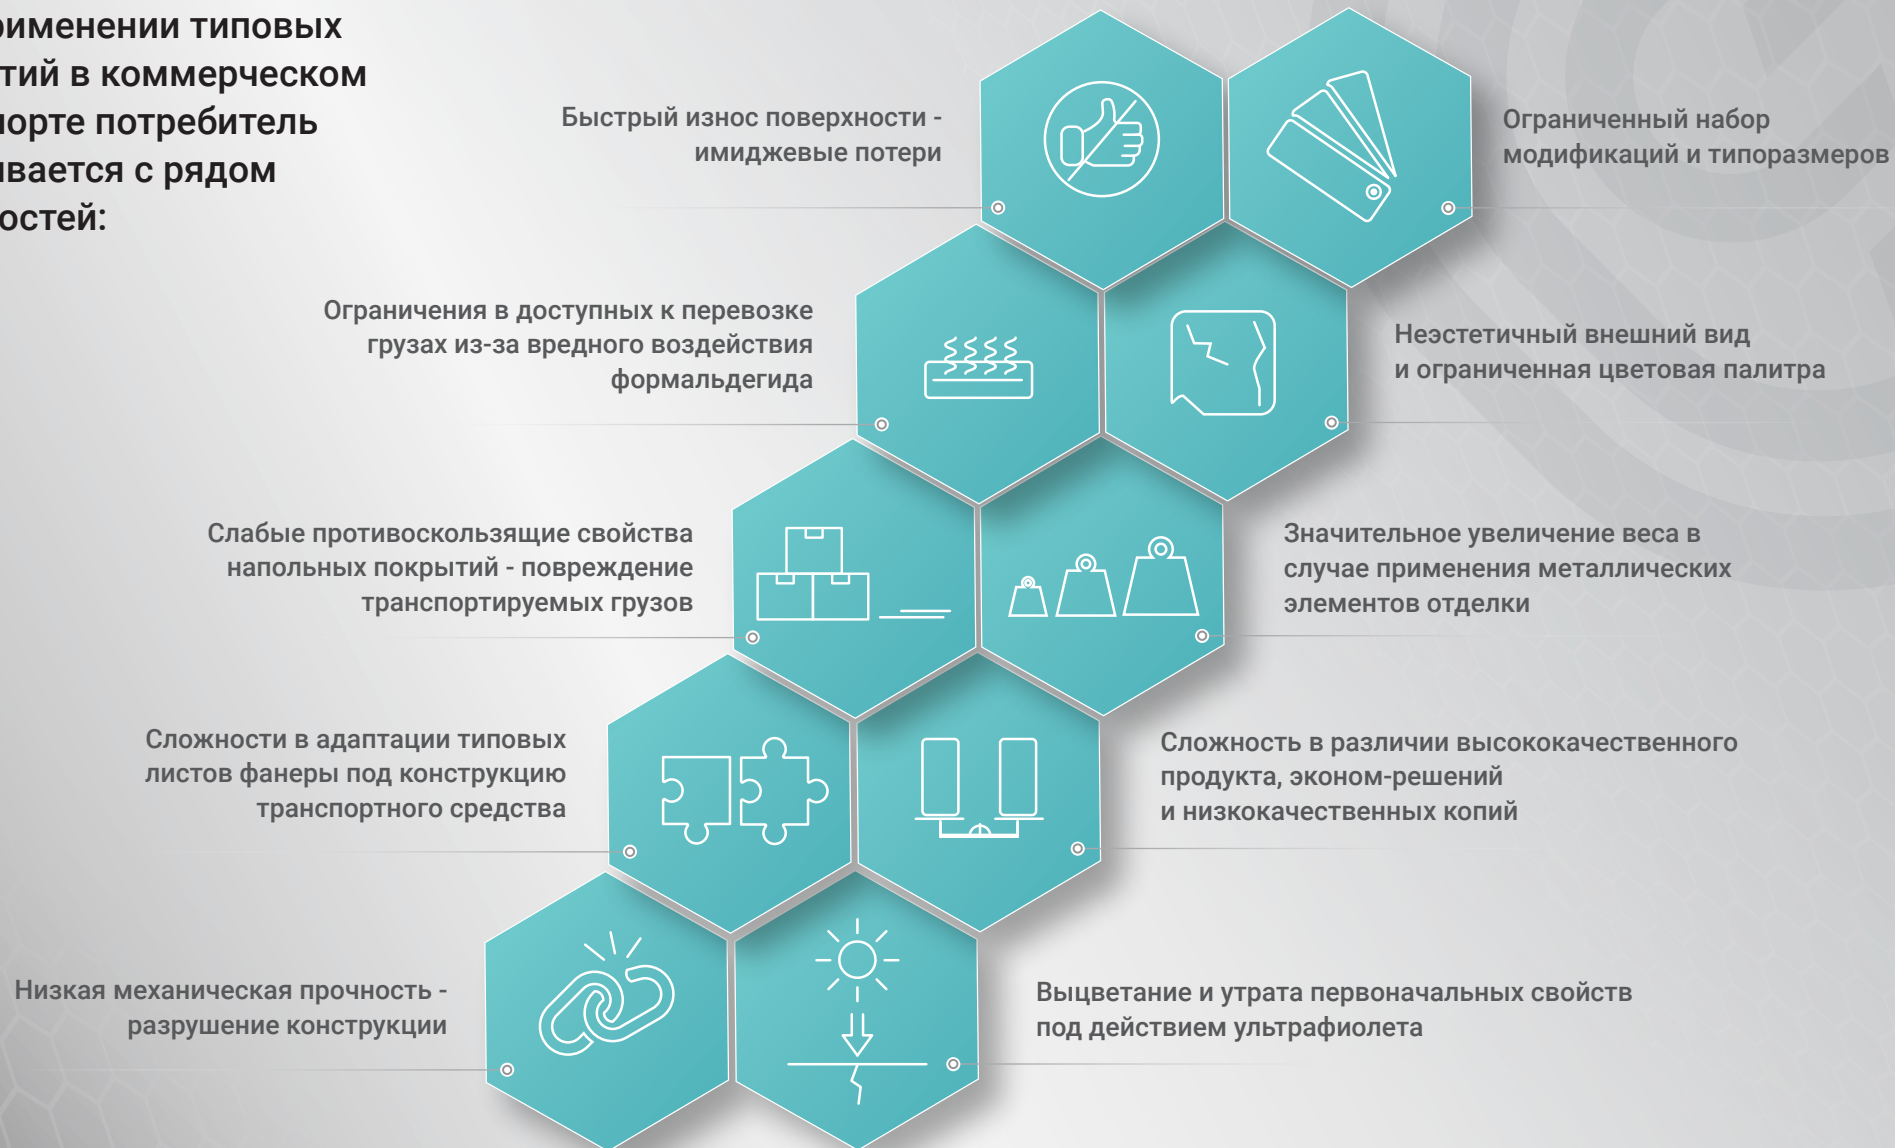 рименении типовых
тий в коммерческом
порте потребитель
ивается с рядом
остей:
Быстрый износ поверхности -
имиджевые потери
Ограниченный набор
модификаций и типоразмеров
Ограничения в доступных к перевозке
грузах из-за вредного воздействия
формальдегида
Неэстетичный внешний вид
и ограниченная цветовая палитра
Слабые противоскользящие свойства
напольных покрытий - повреждение
транспортируемых грузов
Значительное увеличение веса в
случае применения металлических
элементов отделки
Сложности в адаптации типовых
листов фанеры под конструкцию
транспортного средства
Сложность в различии высококачественного
продукта, эконом-решений
и низкокачественных копий
Низкая механическая прочность -
разрушение конструкции
Выцветание и утрата первоначальных свойств
под действием ультрафиолета